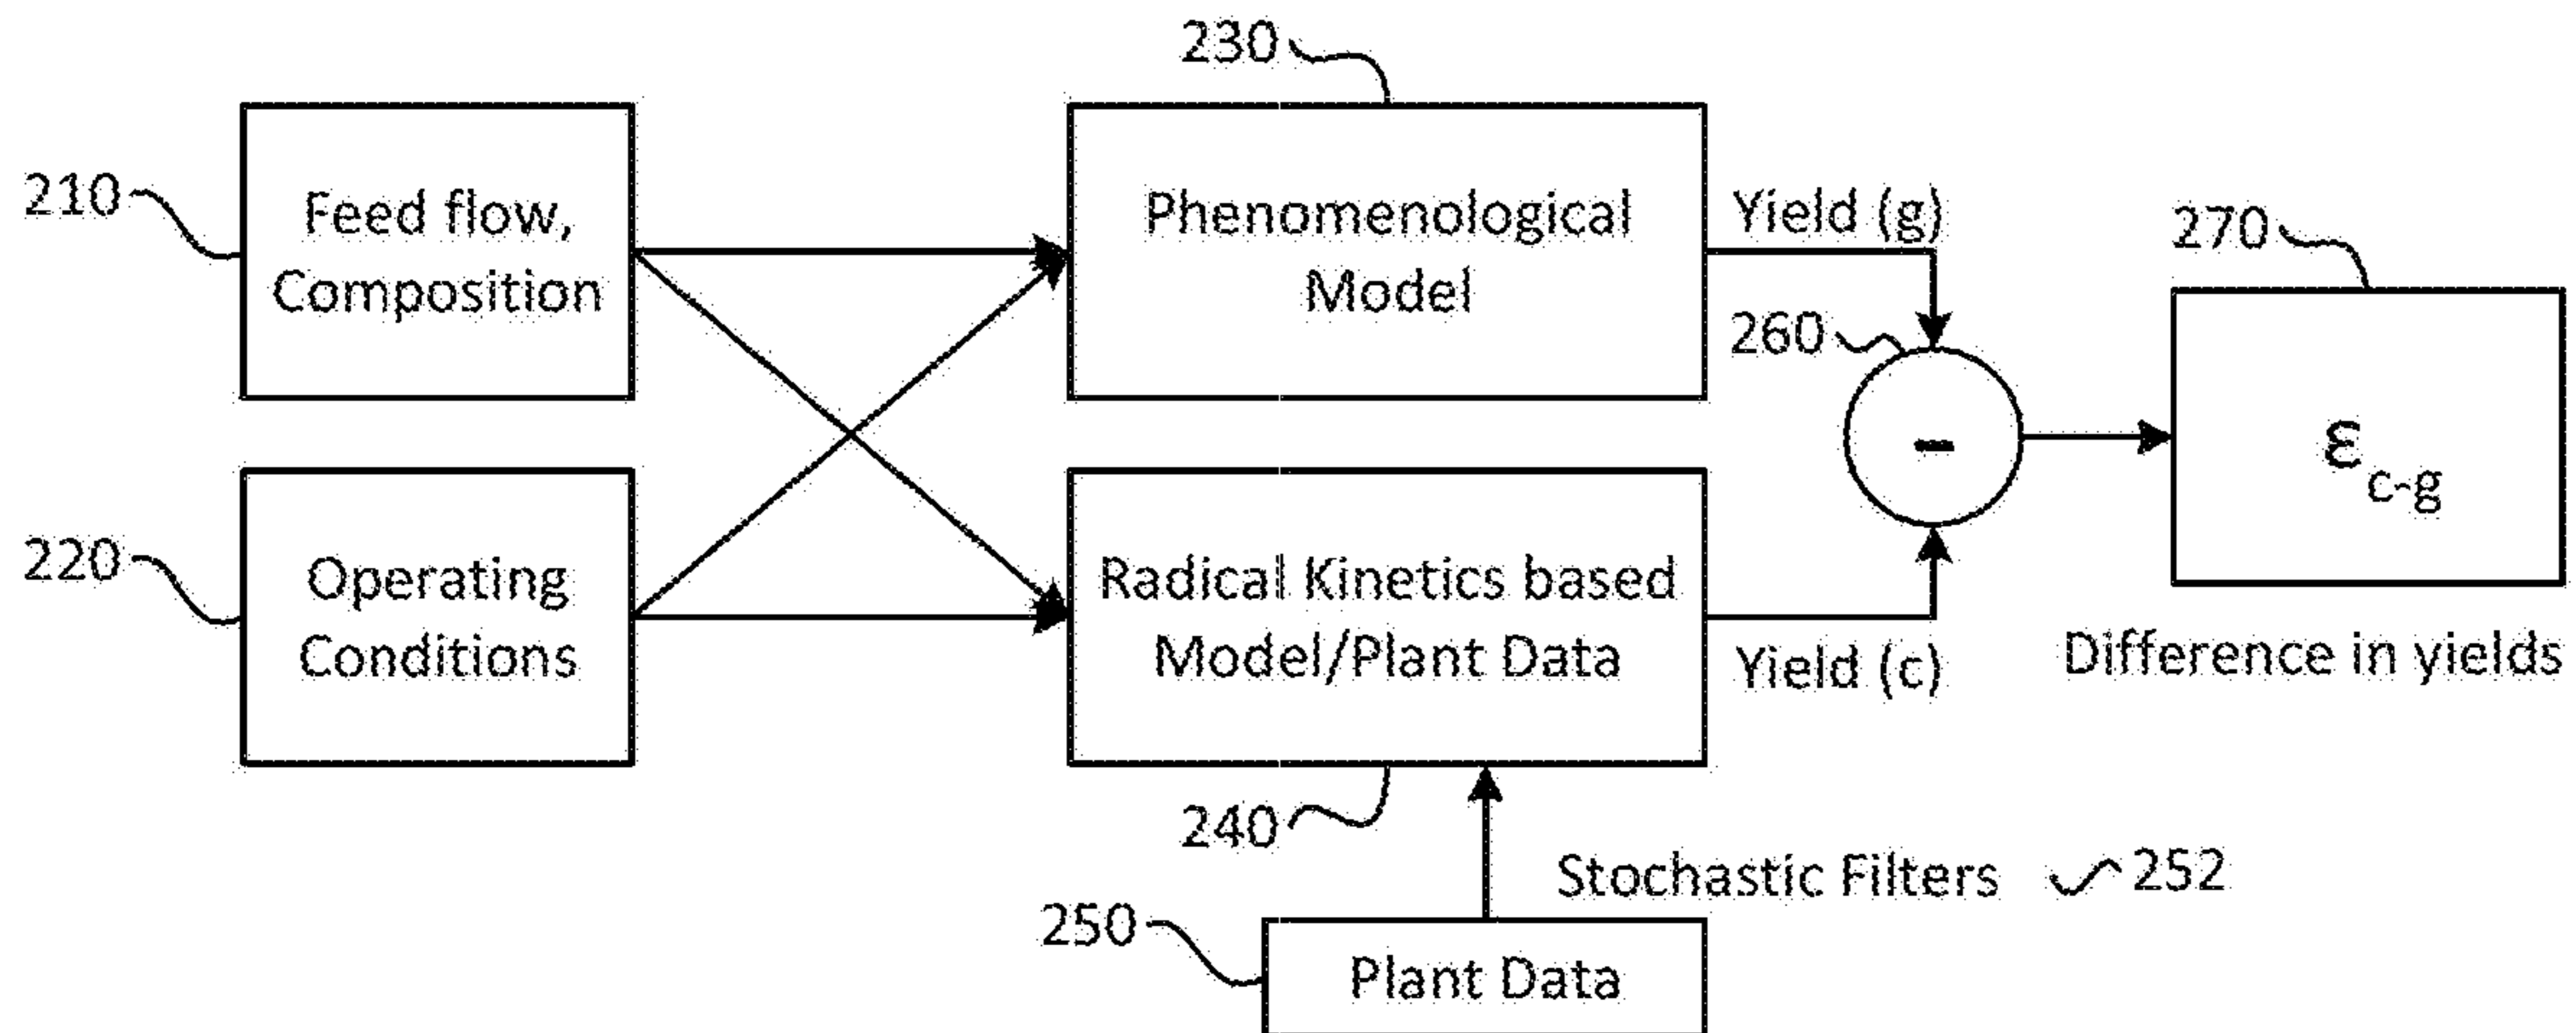 230
210
Feed flow,
Composition
Phenomenological
Model
Yield (g)
270
260
-
ε c-g
220
Operating
Conditions
Radical Kinetics based
Model/Plant Data
Yield (c)
Difference in yields
240
Stochastic Filters 252
250
Plant Data